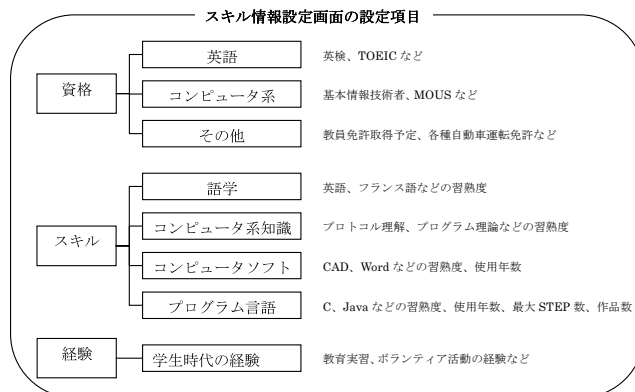 スキル情報設定画面の設定項目
資格
英語
英検、TOEIC など
コンピュータ系
基本情報技術者、MOUS など
その他
教員免許取得予定、各種自動車運転免許など
スキル
語学
英語、フランス語などの習熟度
コンピュータ系知識
プロトコル理解、プログラム理論などの習熟度
コンピュータソフト
CAD、Word などの習熟度、使用年数
プログラム言語
C、Java などの習熟度、使用年数、最大 STEP 数、作品数
経験
学生時代の経験
教育実習、ボランティア活動の経験など